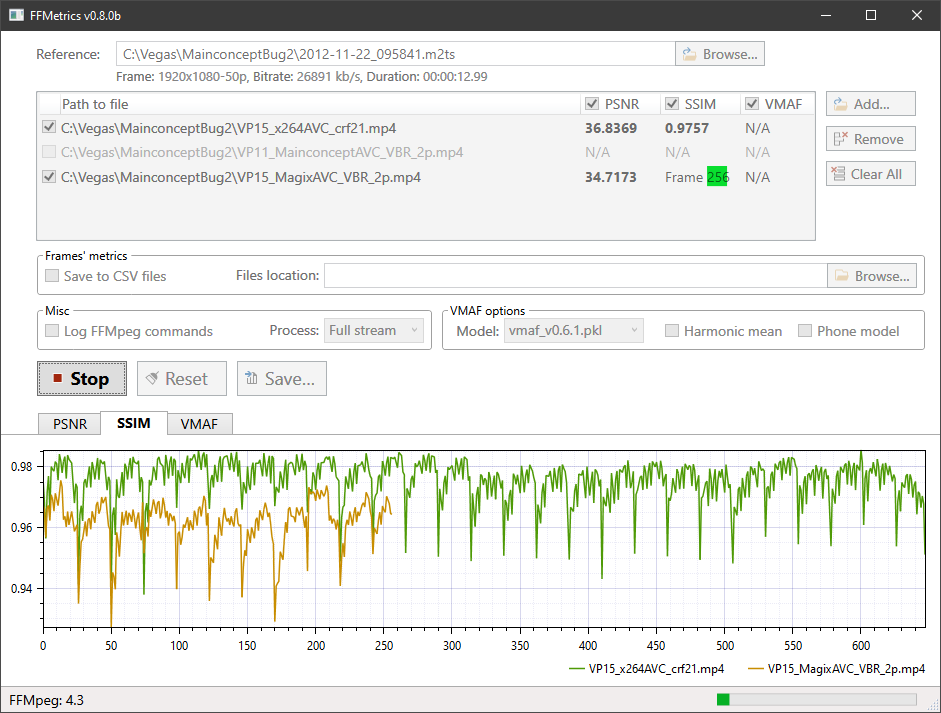 FFMetrics v0.8.0b
Reference: C:\Vegas\MainconceptBug2\2012-11-22_095841.m2ts Browse...
Frame: 1920x1080-50p, Bitrate: 26891 kb/s, Duration: 00:00:12.99
Path to file PSNR SSIM VMAF Add...
C:\Vegas\MainconceptBug2\VP15_x264AVC_crf21.mp4 36.8369 0.9757 N/A
Remove
C:\Vegas\MainconceptBug2\VP11_MainconceptAVC_VBR_2p.mp4 N/A N/A N/A
C:\Vegas\MainconceptBug2\VP15_MagixAVC_VBR_2p.mp4 34.7173 Frame 256 N/A Clear All
Frames' metrics
Save to CSV files Files location: Browse...
Misc VMAF options
Log FFMpeg commands Process: Full stream Model: vmaf_v0.6.1.pkl Harmonic mean Phone model
Stop Reset Save...
PSNR SSIM VMAF
0.98
0.96
0.94
0 50 100 150 200 250 300 350 400 450 500 550 600
VP15_x264AVC_crf21.mp4 VP15_MagixAVC_VBR_2p.mp4
FFMpeg: 4.3